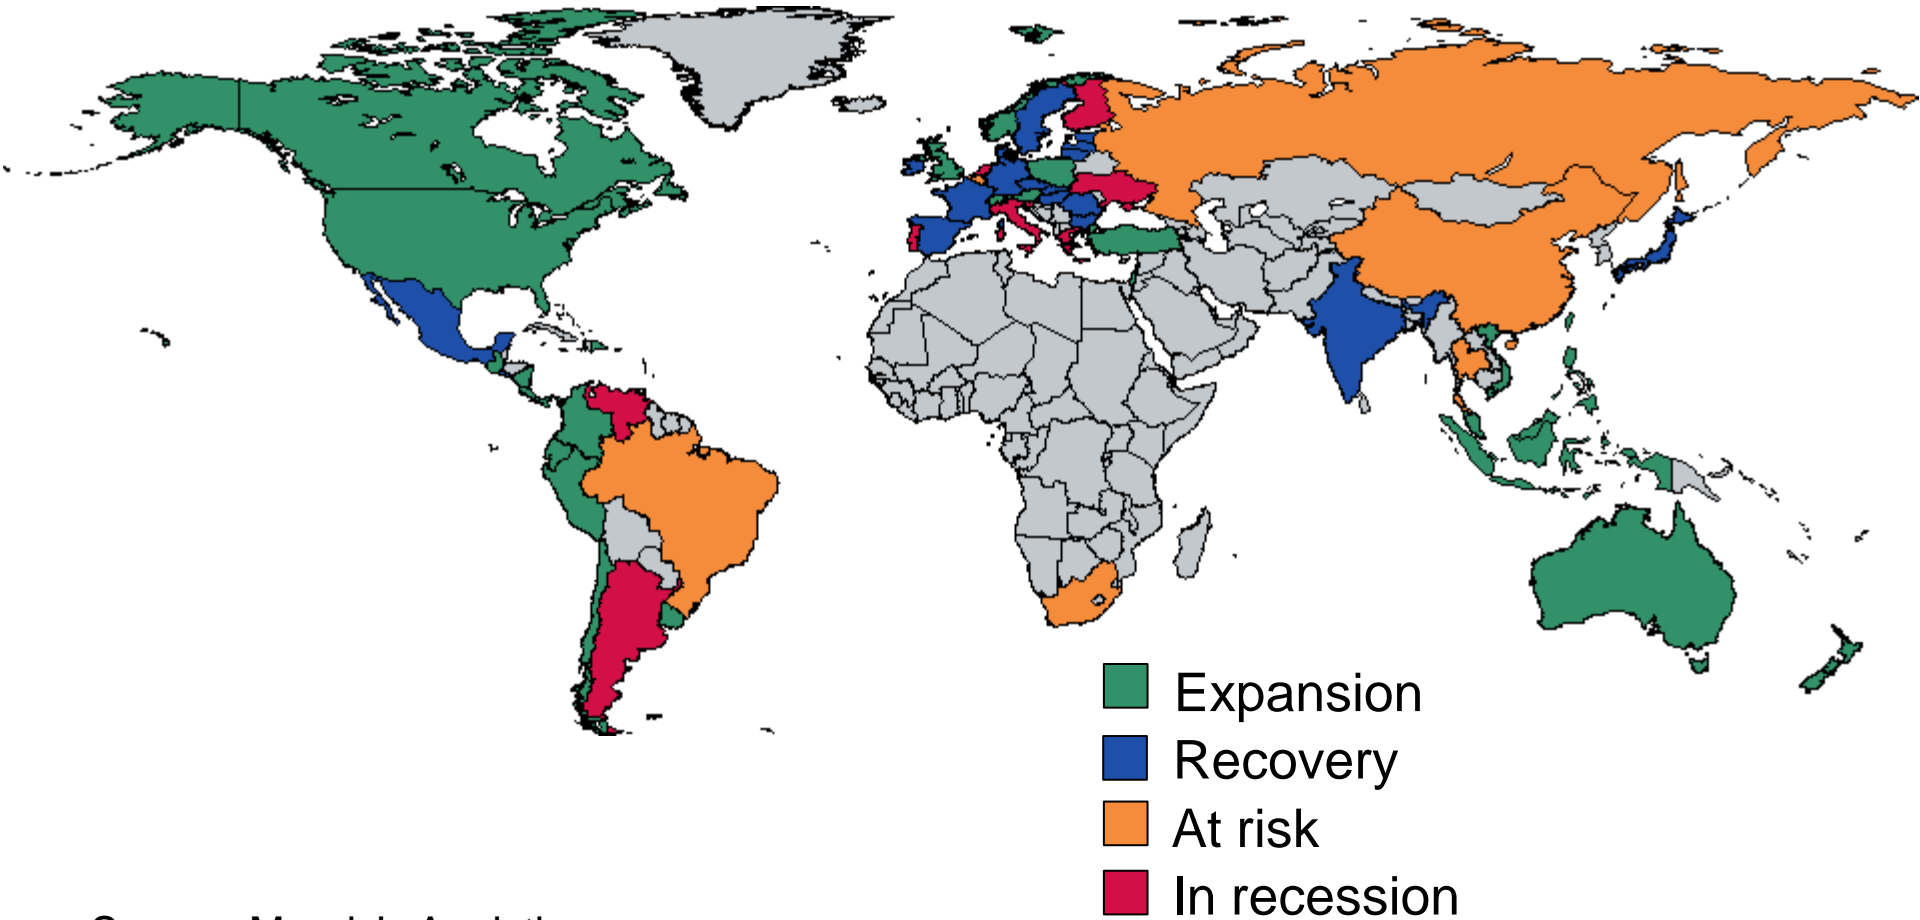 Expansion
Recovery
At risk
In recession